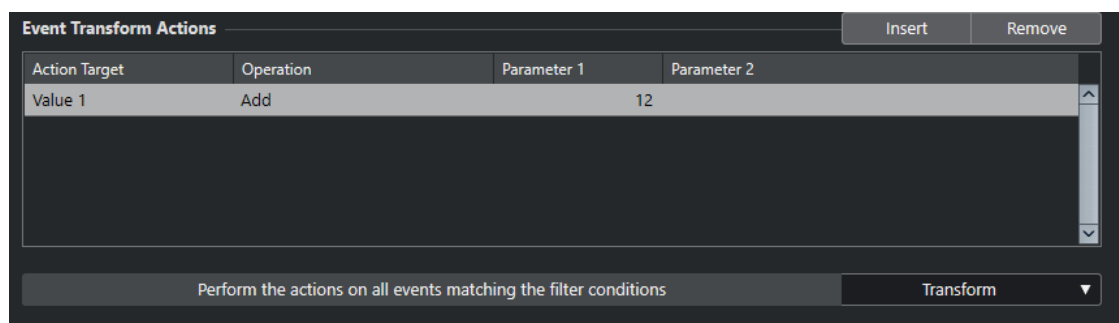 Event Transform Actions Insert Remove
Action Target Operation Parameter 1 Parameter 2
Value 1 Add 12
Perform the actions on all events matching the filter conditions Transform